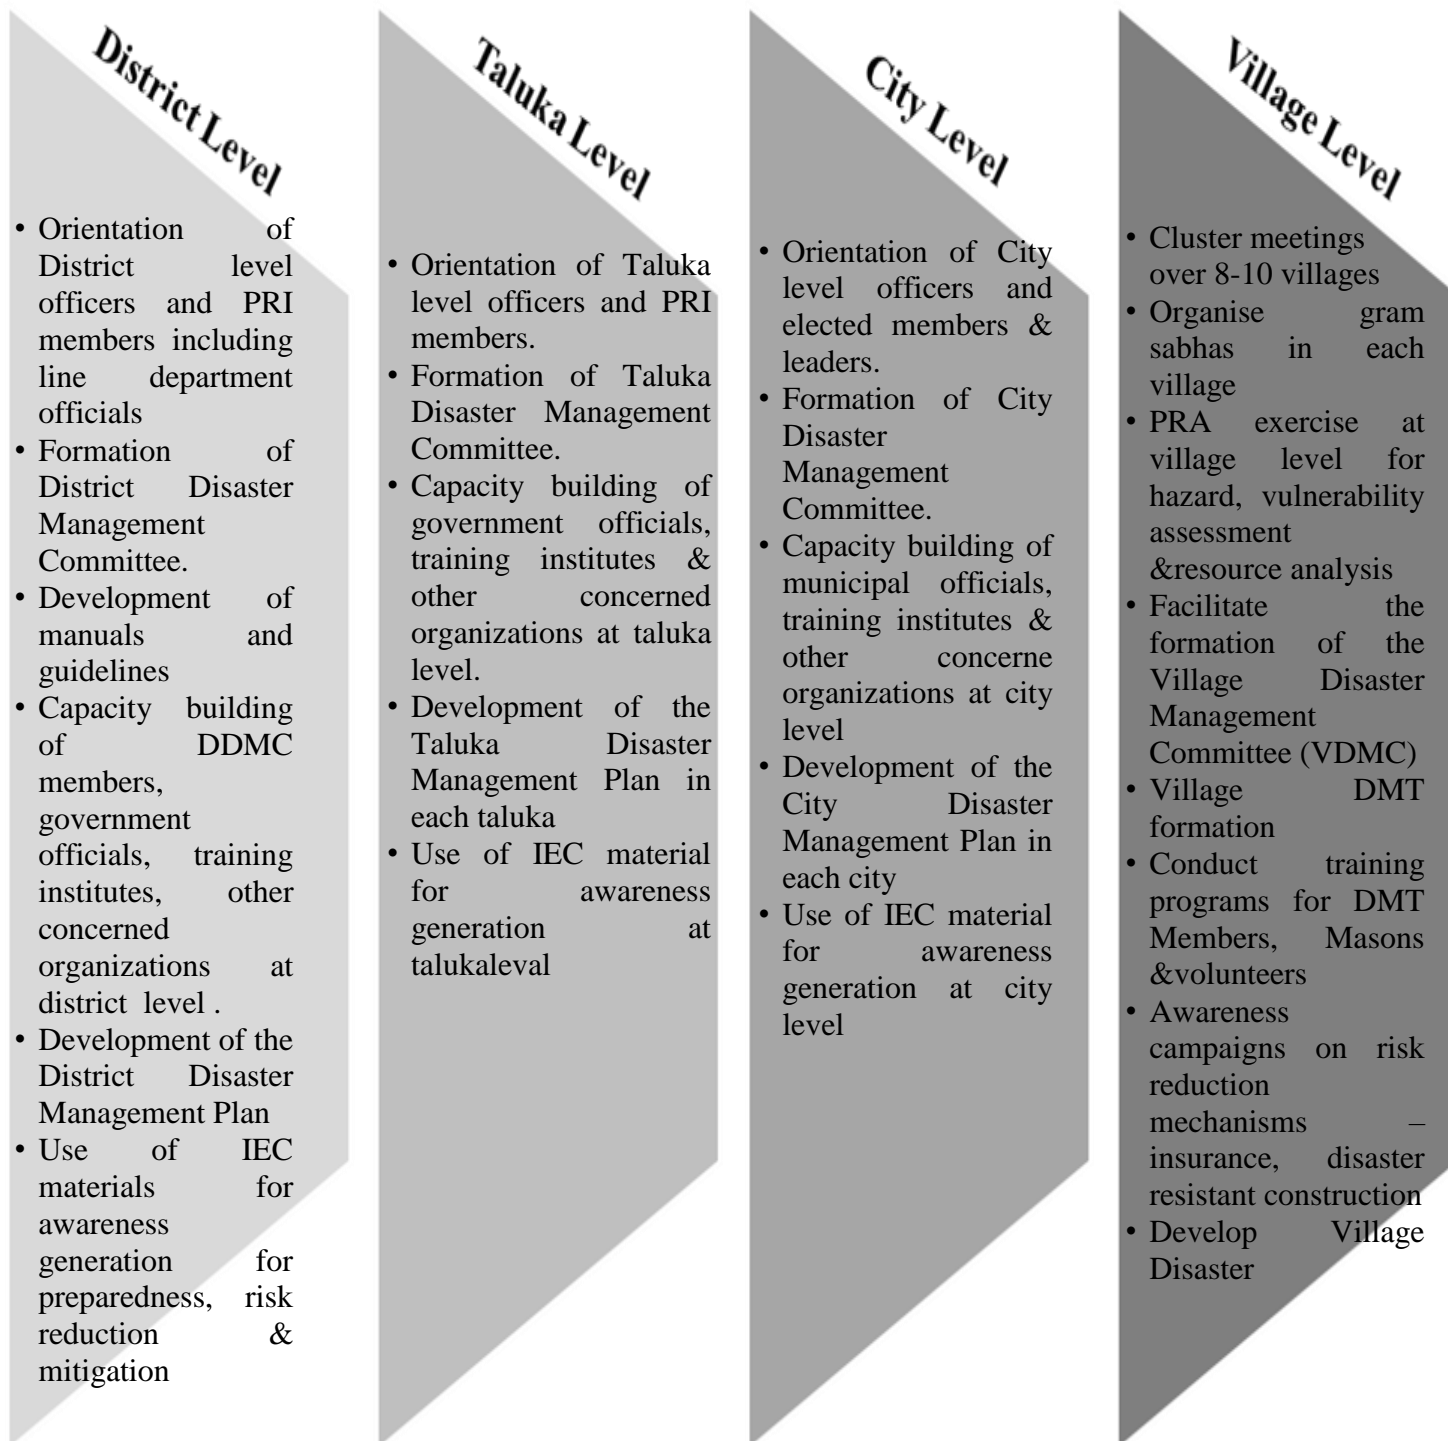 District Level
• Orientation of
District level
officers and PRI
members including
line department
officials
• Formation of
District Disaster
Management
Committee.
• Development of
manuals and
guidelines
• Capacity building
of DDMC
members,
government
officials, training
institutes, other
concerned
organizations at
district level .
• Development of the
District Disaster
Management Plan
• Use of IEC
materials for
awareness
generation for
preparedness, risk
reduction &
mitigation
Taluka Level
• Orientation of Taluka
level officers and PRI
members.
• Formation of Taluka
Disaster Management
Committee.
• Capacity building of
government officials,
training institutes &
other concerned
organizations at taluka
level.
• Development of the
Taluka Disaster
Management Plan in
each taluka
• Use of IEC material
for awareness
generation at
talukaleval
City Level
• Orientation of City
level officers and
elected members &
leaders.
• Formation of City
Disaster
Management
Committee.
• Capacity building of
municipal officials,
training institutes &
other concerne
organizations at city
level
• Development of the
City Disaster
Management Plan in
each city
• Use of IEC material
for awareness
generation at city
level
Village Level
• Cluster meetings
over 8-10 villages
• Organise gram
sabhas in each
village
• PRA exercise at
village level for
hazard, vulnerability
assessment
&resource analysis
• Facilitate the
formation of the
Village Disaster
Management
Committee (VDMC)
• Village DMT
formation
• Conduct training
programs for DMT
Members, Masons
&volunteers
• Awareness
campaigns on risk
reduction
mechanisms –
insurance, disaster
resistant construction
• Develop Village
Disaster